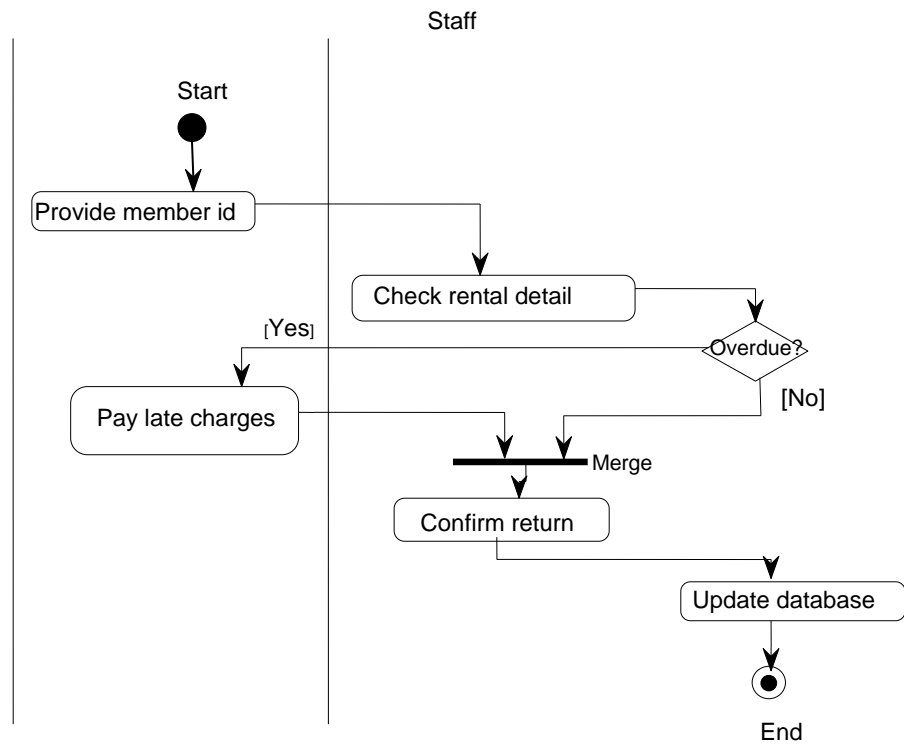 Staff
Start
Provide member id
Check rental detail
[Yes]
Overdue?
[No]
Pay late charges
Merge
Confirm return
Update database
End